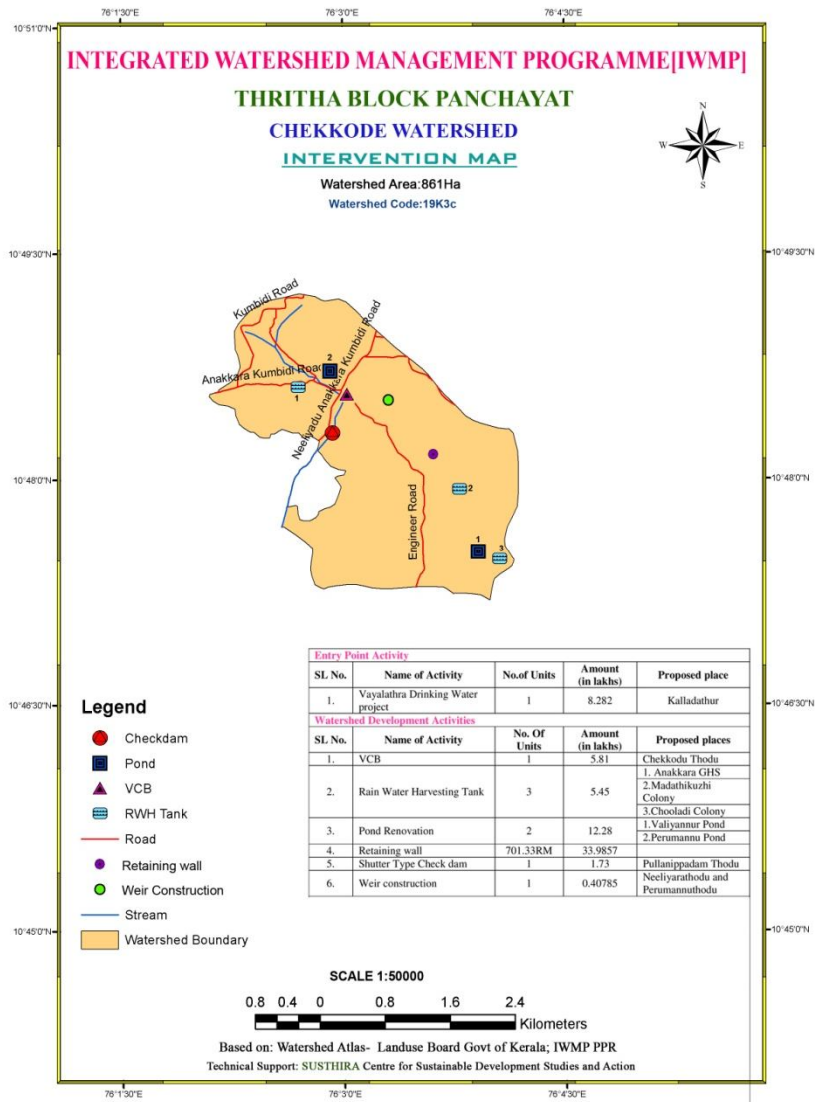 76°1'30"E 76°3'0"E 76°4'30"E
10°51'0"N 10°51'0"N
INTEGRATED WATERSHED MANAGEMENT PROGRAMME[IWMP]
THRITHA BLOCK PANCHAYAT
CHEKKODE WATERSHED
INTERVENTION MAP
Watershed Area:861Ha
Watershed Code:19K3c
N
W E
S
10°49'30"N 10°49'30"N
Kumbidi Road
Neeliyadu Anakkara Kumbidi Road
2
Anakkara Kumbidi Road
1
10°48'0"N 10°48'0"N
2
Engineer Road
1
3
Entry Point Activity
SL No. Name of Activity No.of Units Amount (in lakhs) Proposed place
1. Vayalathra Drinking Water project 1 8.282 Kalladathur
Watershed Development Activities
SL No. Name of Activity No. Of Units Amount (in lakhs) Proposed places
1. VCB 1 5.81 Chekkodu Thodu
2. Rain Water Harvesting Tank 3 5.45 1. Anakkara GHS
2.Madathikuzhi Colony
3.Chooladi Colony
3. Pond Renovation 2 12.28 1.Valiyannur Pond
2.Perumannu Pond
4. Retaining wall 701.33RM 33.9857
5. Shutter Type Check dam 1 1.73 Pullanippadam Thodu
6. Weir construction 1 0.40785 Neeliyarathodu and Perumannuthodu
10°46'30"N 10°46'30"N
Legend
Checkdam
Pond
VCB
RWH Tank
Road
Retaining wall
Weir Construction
Stream
Watershed Boundary
10°45'0"N 10°45'0"N
SCALE 1:50000
0.8 0.4 0 0.8 1.6 2.4
Kilometers
Based on: Watershed Atlas- Landuse Board Govt of Kerala; IWMP PPR
Technical Support: SUSTHIRA Centre for Sustainable Development Studies and Action
76°1'30"E 76°3'0"E 76°4'30"E